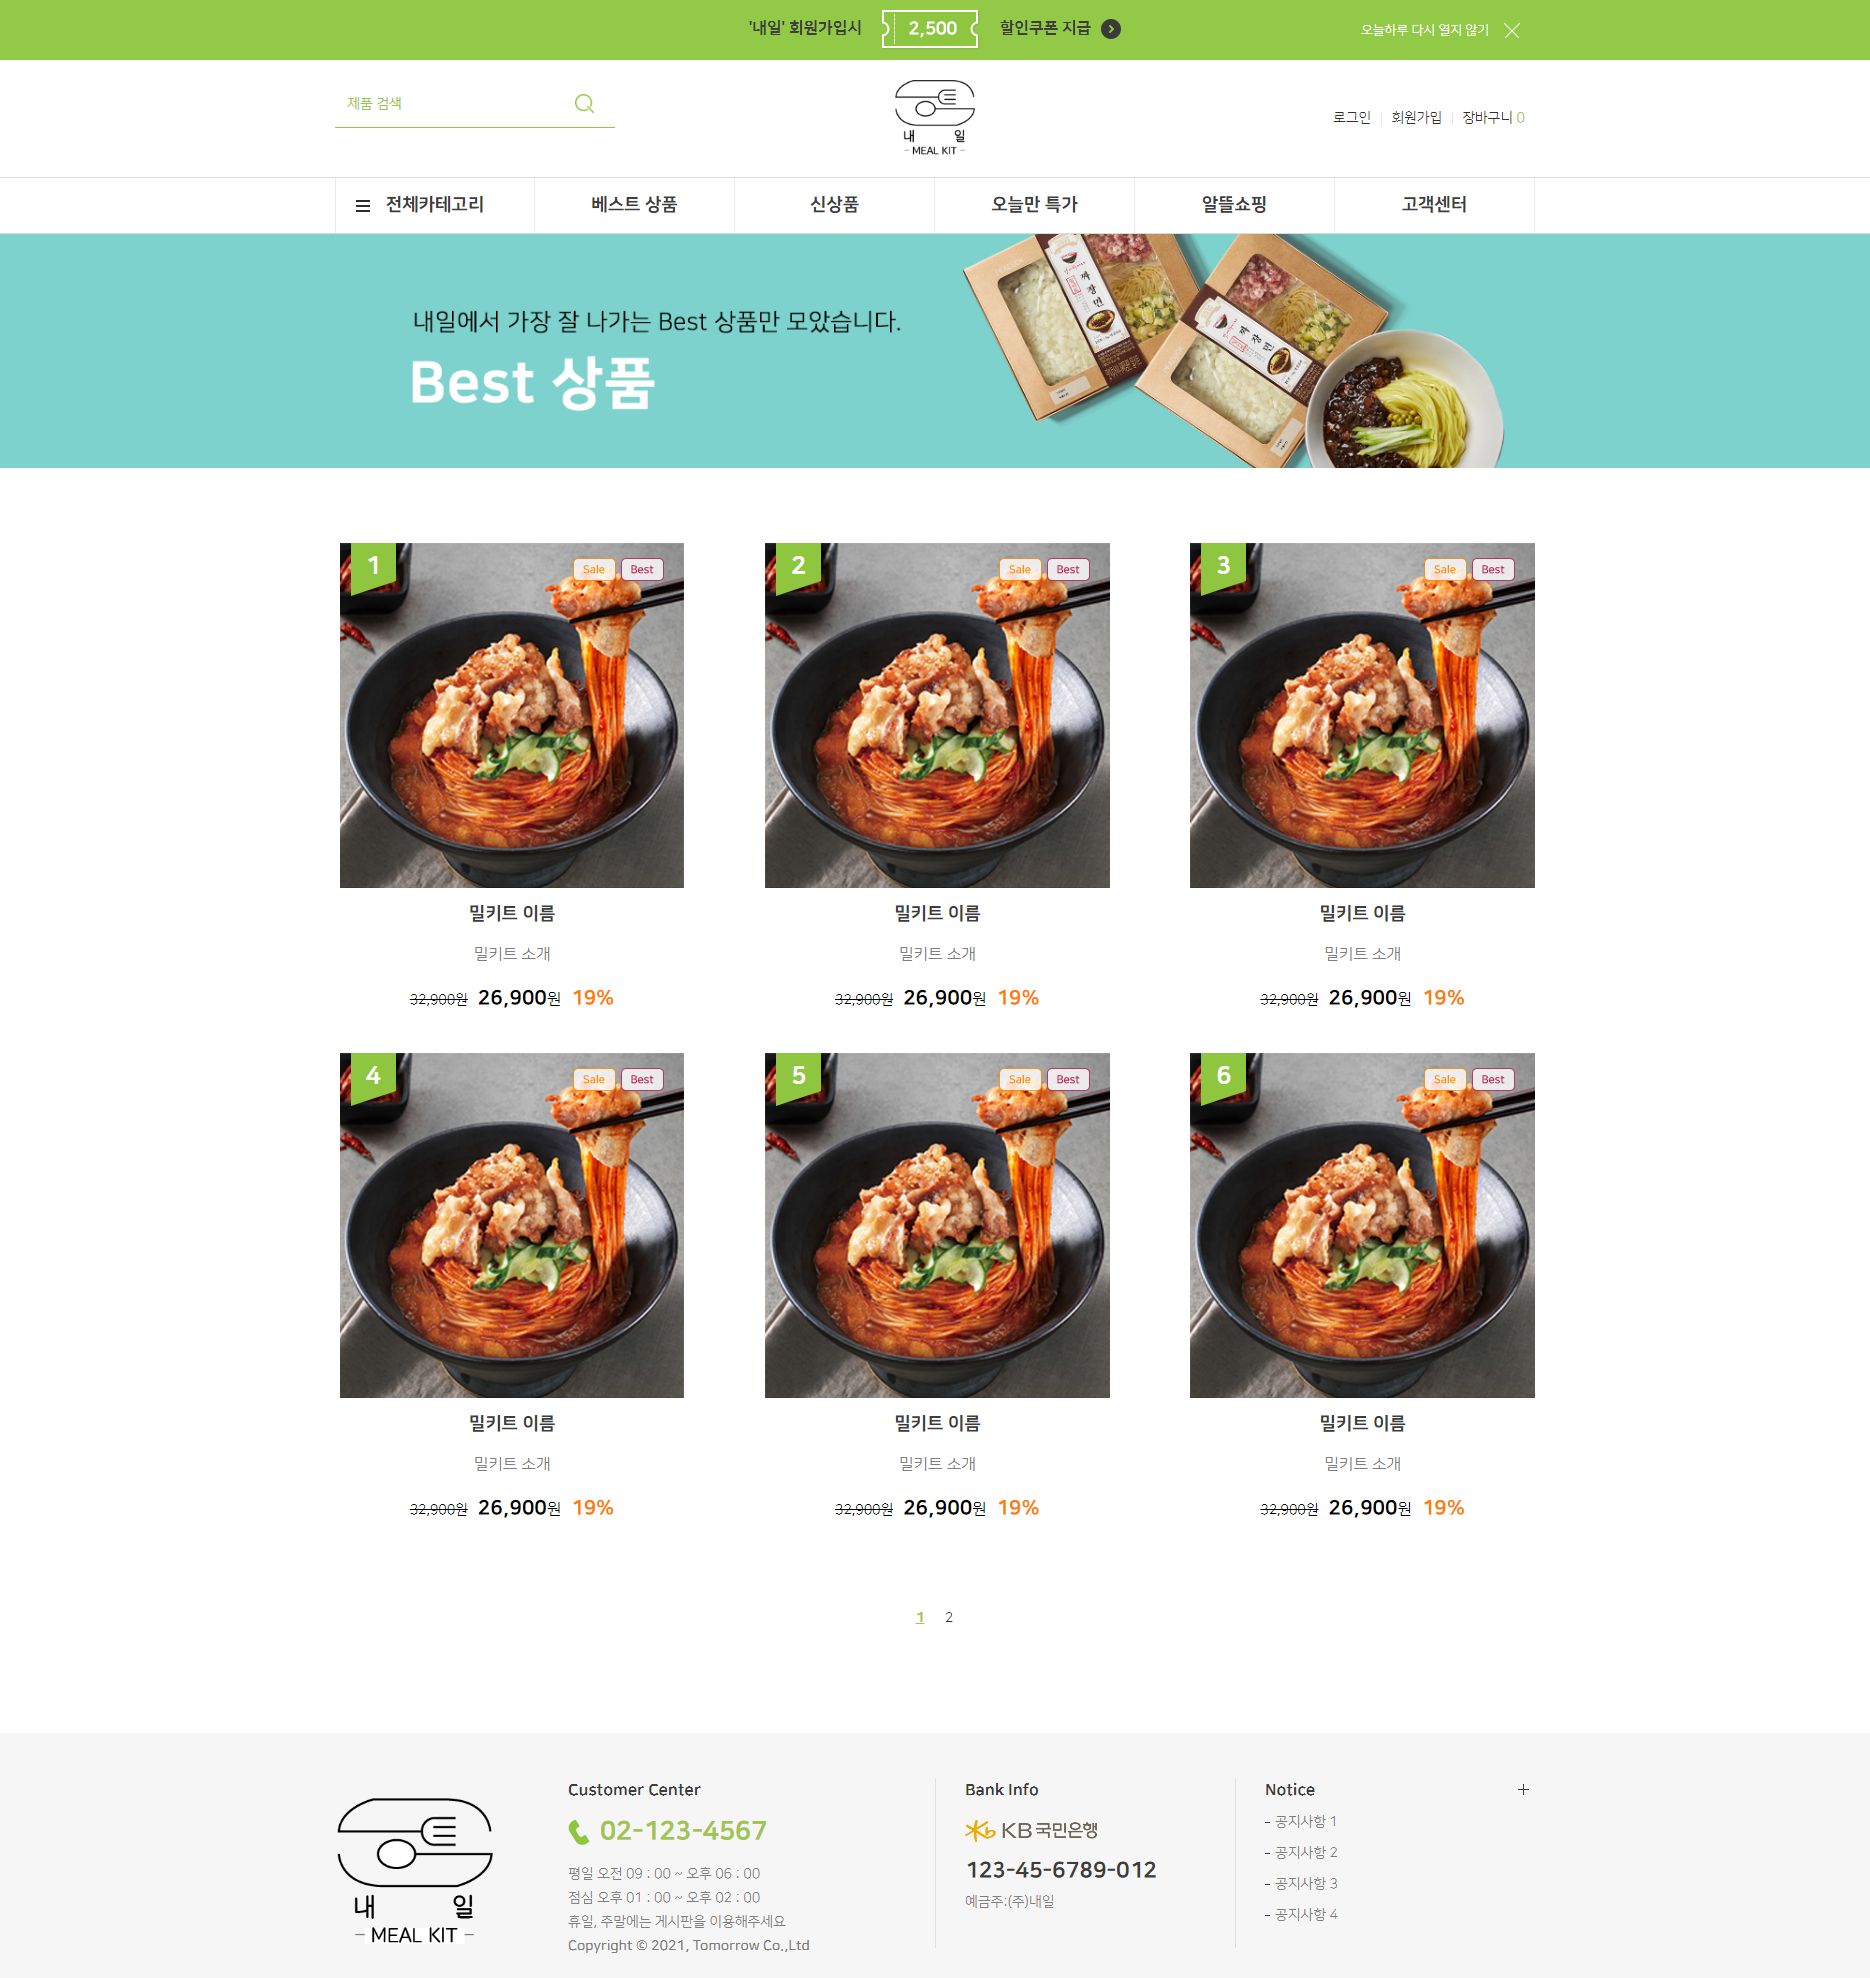 '내일' 회원가입시 2,500 할인쿠폰 지급
오늘하루 다시 열지 않기
제품 검색
내 일
- MEAL KIT -
로그인 회원가입 장바구니 0
전체카테고리 베스트 상품 신상품 오늘만 특가 알뜰쇼핑 고객센터
내일에서 가장 잘 나가는 Best 상품만 모았습니다.
Best 상품
짜장면
짜장면
1 Sale Best
2 Sale Best
3 Sale Best
밀키트 이름 밀키트 이름 밀키트 이름
밀키트 소개 밀키트 소개 밀키트 소개
32,900원 26,900원 19% 32,900원 26,900원 19% 32,900원 26,900원 19%
4 Sale Best
5 Sale Best
6 Sale Best
밀키트 이름 밀키트 이름 밀키트 이름
밀키트 소개 밀키트 소개 밀키트 소개
32,900원 26,900원 19% 32,900원 26,900원 19% 32,900원 26,900원 19%
1 2
내 일
- MEAL KIT -
Customer Center
02-123-4567
평일 오전 09 : 00 ~ 오후 06 : 00
점심 오후 01 : 00 ~ 오후 02 : 00
휴일, 주말에는 게시판을 이용해주세요
Copyright © 2021, Tomorrow Co.,Ltd
Bank Info
KB국민은행
123-45-6789-012
예금주:(주)내일
Notice +
- 공지사항 1
- 공지사항 2
- 공지사항 3
- 공지사항 4